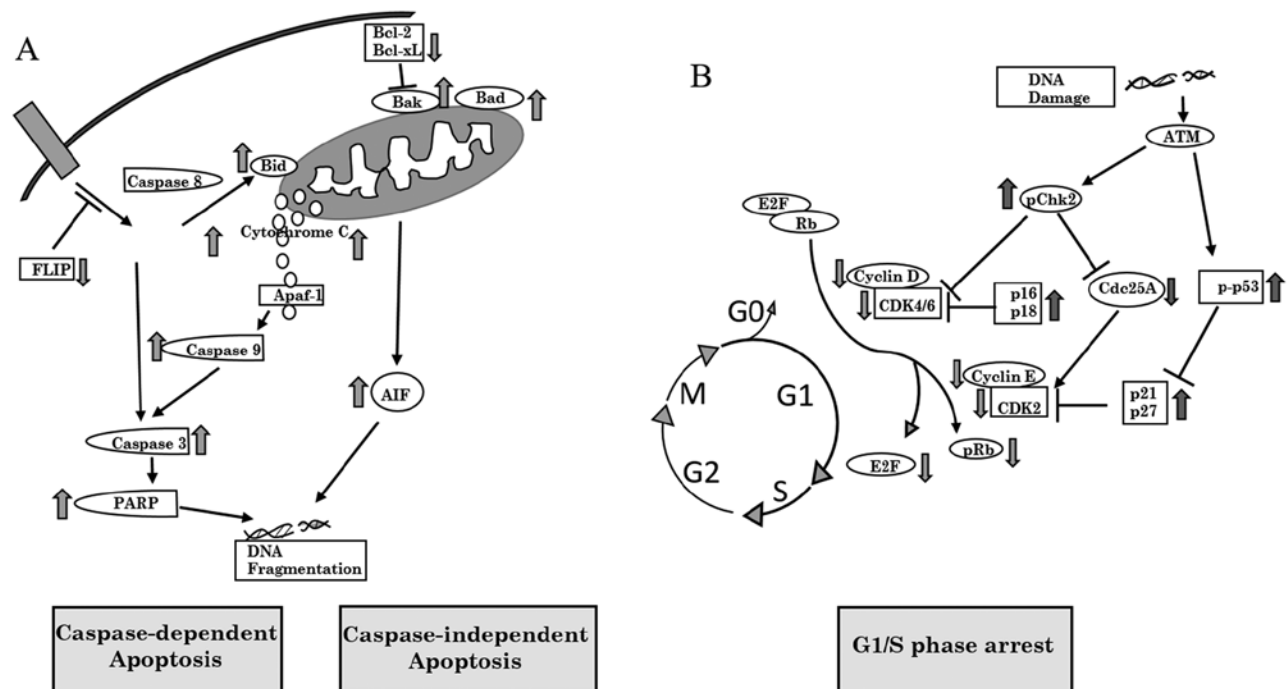 A
Bcl-2
Bcl-xL
Bak
Bad
Bid
Caspase 8
Cytochrome C
FLIP
Apaf-1
Caspase 9
AIF
Caspase 3
PARP
DNA
Fragmentation
Caspase-dependent
Apoptosis
Caspase-independent
Apoptosis
B
DNA
Damage
ATM
pChk2
E2F
Rb
Cyclin D
CDK4/6
p16
p18
Cdc25A
p-p53
G0
M
G1
G2
S
Cyclin E
CDK2
p21
p27
E2F
pRb
G1/S phase arrest